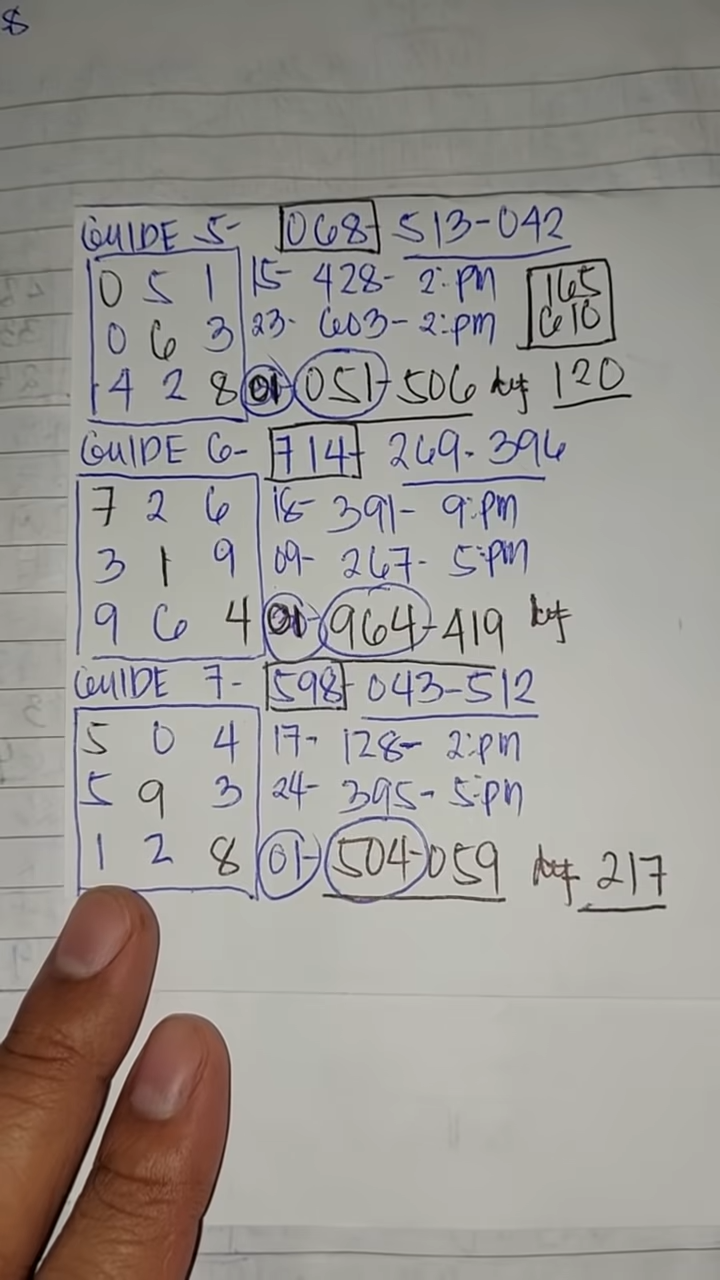 8
GUIDE 5- 068- 513-042
0 5 1 15- 428- 2:pm 165
0 6 3 23- 603- 2:pm 610
4 2 8 01- 051-506 120
GUIDE 6- 714- 269-396
7 2 6 18- 391- 9:pm
3 1 9 09- 267- 5:pm
9 6 4 01- 964-419
GUIDE 7- 598- 043-512
5 0 4 17- 128- 2:pm
5 9 3 24- 395- 5:pm
1 2 8 01- 504-059 217